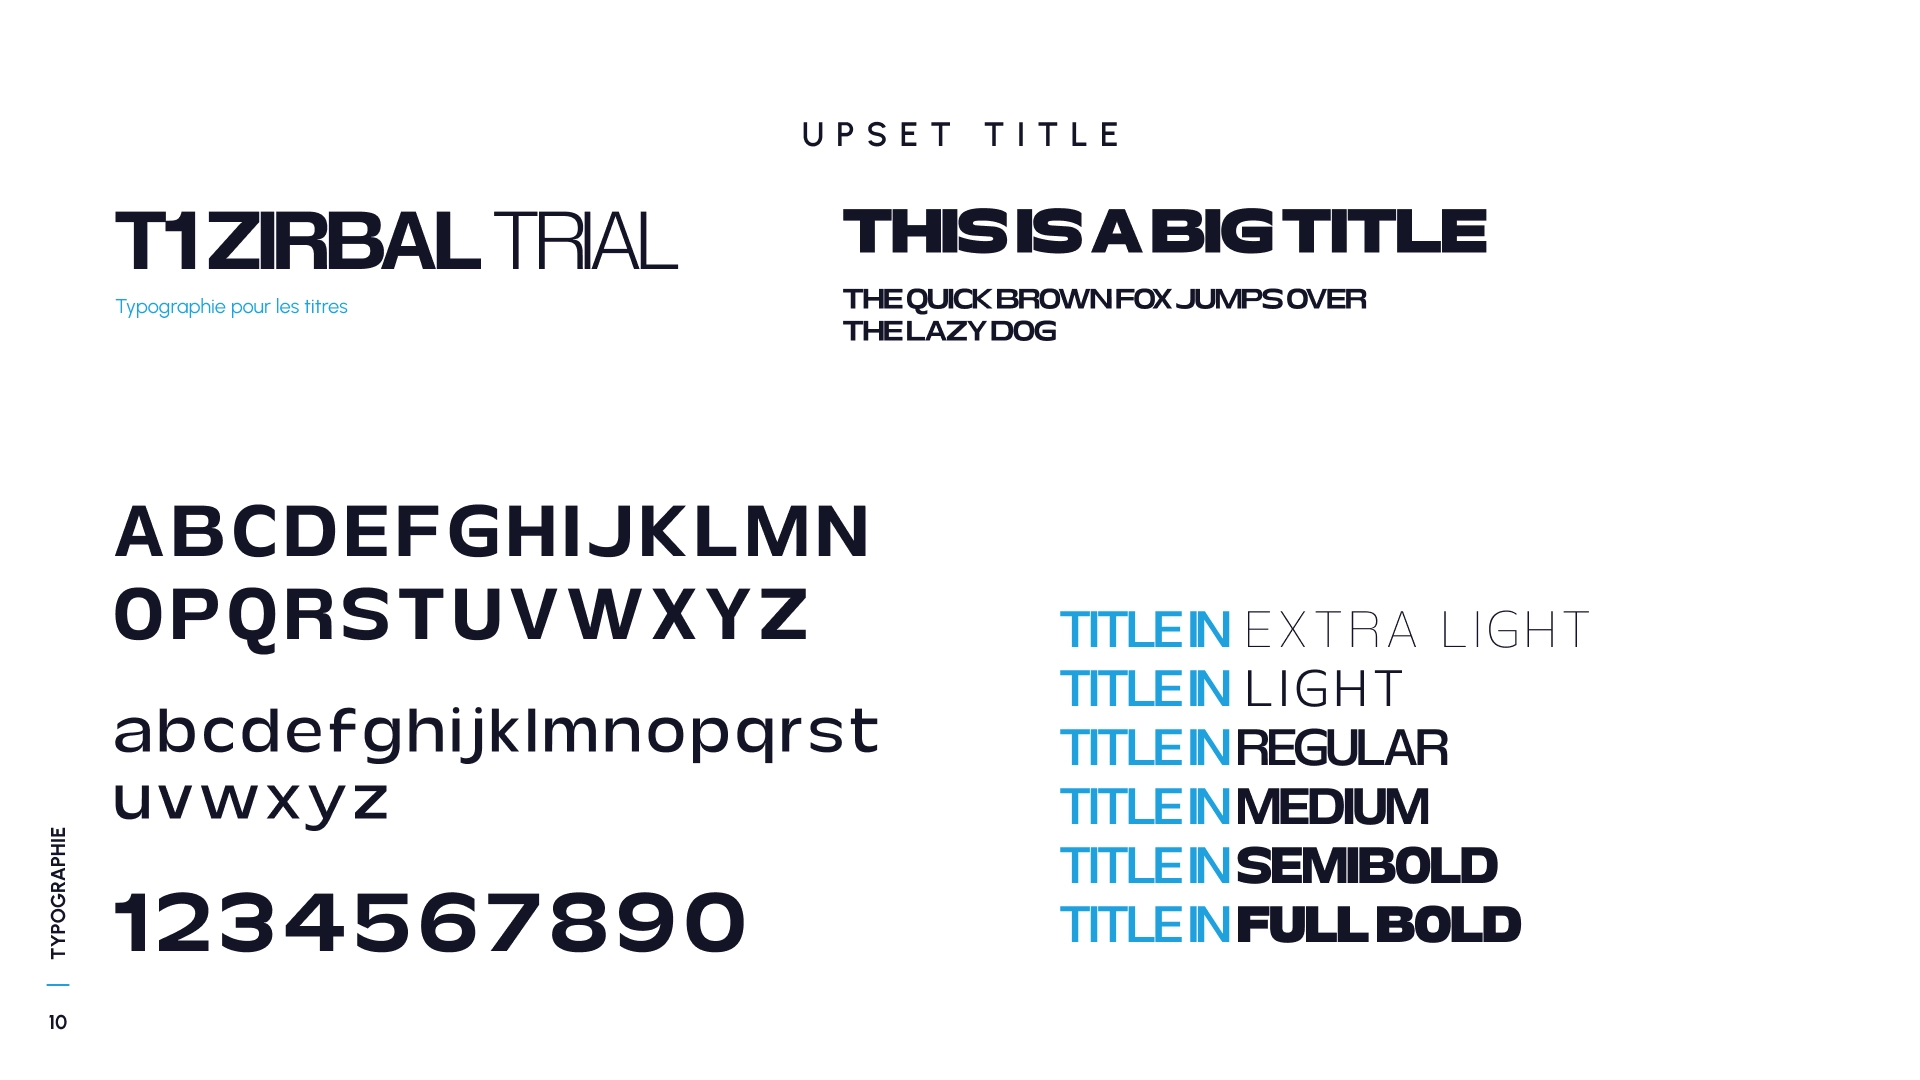 UPSET TITLE
T1 ZIRBAL TRIAL
Typographie pour les titres
THIS IS A BIG TITLE
THE QUICK BROWN FOX JUMPS OVER
THE LAZY DOG
ABCDEFGHIJKLMN
OPQRSTUVWXYZ
abcdefghijklmnopqrst
uvwxyz
1234567890
TITLE IN EXTRA LIGHT
TITLE IN LIGHT
TITLE IN REGULAR
TITLE IN MEDIUM
TITLE IN SEMIBOLD
TITLE IN FULL BOLD
TYPOGRAPHIE
10